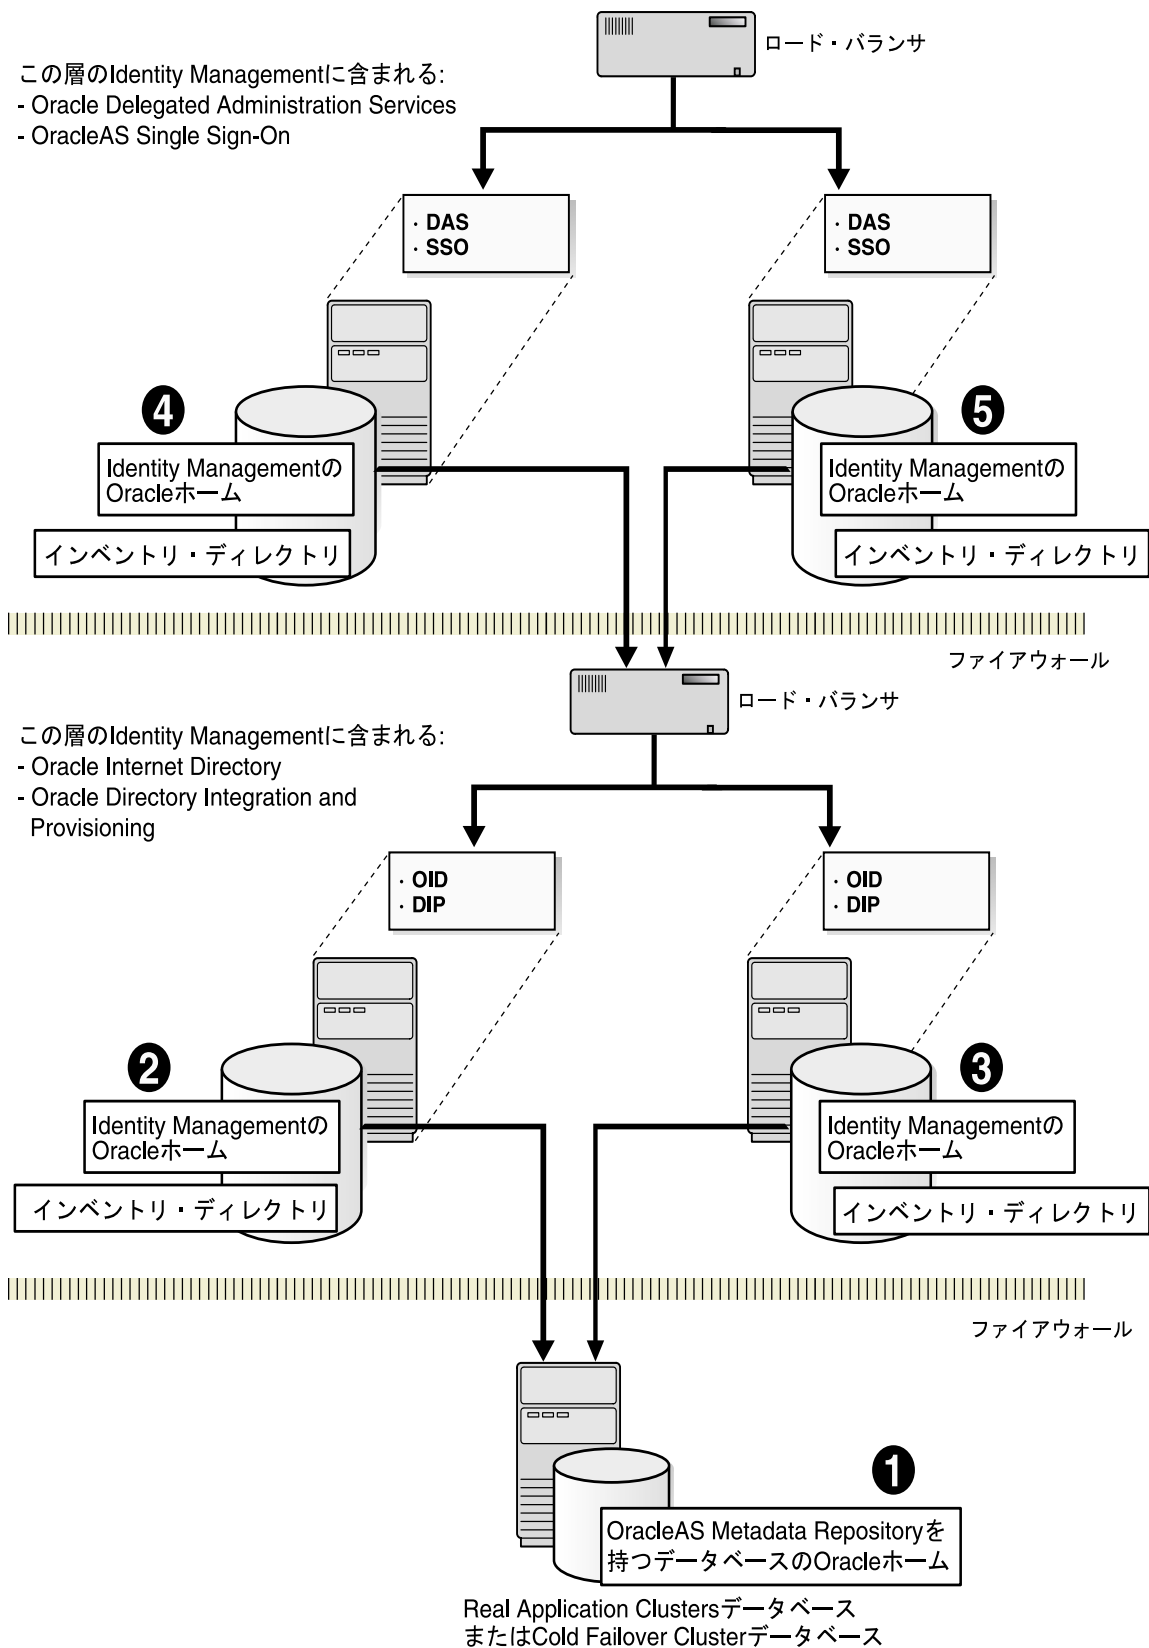 ロード・バランサ
この層のIdentity Managementに含まれる:
- Oracle Delegated Administration Services
- OracleAS Single Sign-On
· DAS
· SSO
· DAS
· SSO
4
Identity Managementの
Oracleホーム
インベントリ・ディレクトリ
5
Identity Managementの
Oracleホーム
インベントリ・ディレクトリ
ファイアウォール
ロード・バランサ
この層のIdentity Managementに含まれる:
- Oracle Internet Directory
- Oracle Directory Integration and
Provisioning
· OID
· DIP
· OID
· DIP
2
Identity Managementの
Oracleホーム
インベントリ・ディレクトリ
3
Identity Managementの
Oracleホーム
インベントリ・ディレクトリ
ファイアウォール
1
OracleAS Metadata Repositoryを
持つデータベースのOracleホーム
Real Application Clustersデータベース
またはCold Failover Clusterデータベース